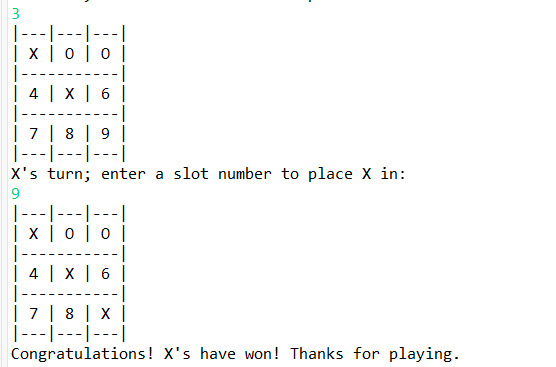 3
|---|---|---|
| X | O | O |
|-----------|
| 4 | X | 6 |
|-----------|
| 7 | 8 | 9 |
|---|---|---|
X's turn; enter a slot number to place X in:
9
|---|---|---|
| X | O | O |
|-----------|
| 4 | X | 6 |
|-----------|
| 7 | 8 | X |
|---|---|---|
Congratulations! X's have won! Thanks for playing.